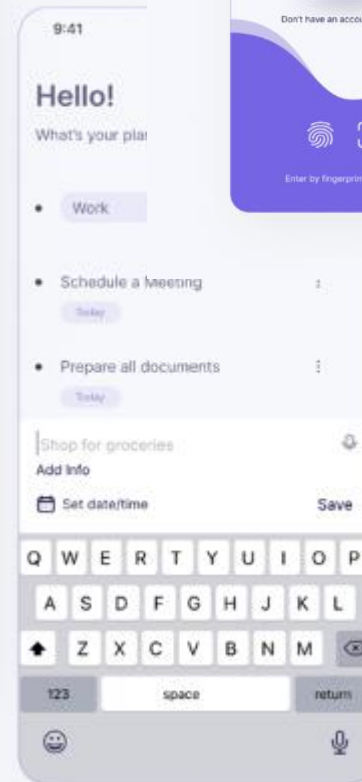 9:41
Don't have an accou
Hello!
What's your plan
Enter by fingerprin
Work
Schedule a Meeting
Today
Prepare all documents
Today
Shop for groceries
Add Info
Set date/time
Save
Q W E R T Y U I O P
A S D F G H J K L
Z X C V B N M
123 space return